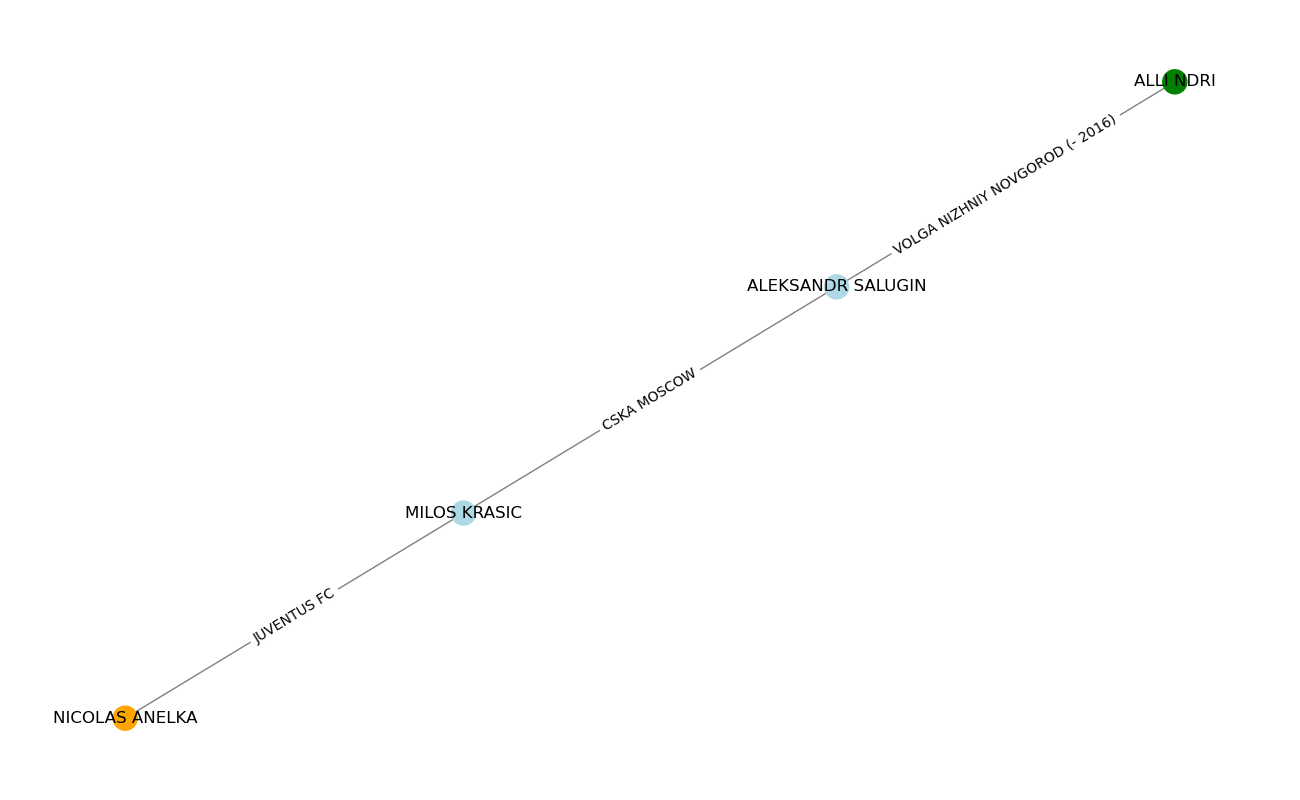 ALLI NDRI
VOLGA NIZHNIY NOVGOROD (- 2016)
ALEKSANDR SALUGIN
CSKA MOSCOW
MILOS KRASIC
JUVENTUS FC
NICOLAS ANELKA